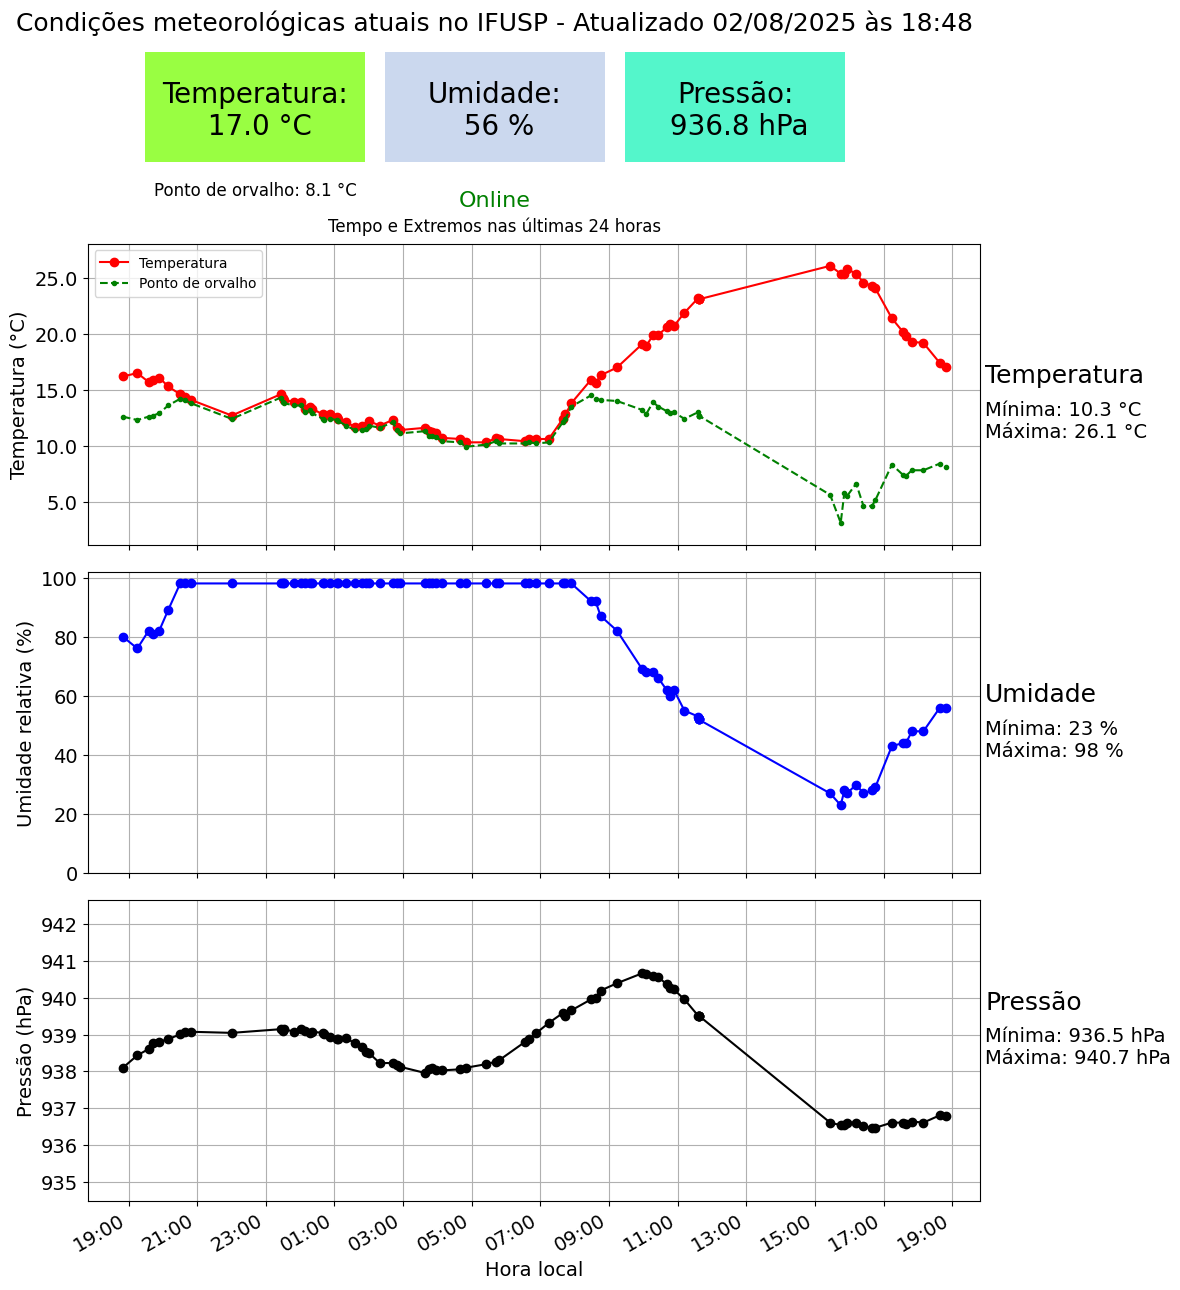 Condições meteorológicas atuais no IFUSP - Atualizado 02/08/2025 às 18:48
Temperatura:
17.0 °C
Umidade:
56 %
Pressão:
936.8 hPa
Ponto de orvalho: 8.1 °C
Online
Tempo e Extremos nas últimas 24 horas
Temperatura
Ponto de orvalho
Temperatura (°C)
25.0
20.0
15.0
10.0
5.0
Temperatura
Mínima: 10.3 °C
Máxima: 26.1 °C
Umidade relativa (%)
100
80
60
40
20
0
Umidade
Mínima: 23 %
Máxima: 98 %
Pressão (hPa)
942
941
940
939
938
937
936
935
Pressão
Mínima: 936.5 hPa
Máxima: 940.7 hPa
19:00 21:00 23:00 01:00 03:00 05:00 07:00 09:00 11:00 13:00 15:00 17:00 19:00
Hora local